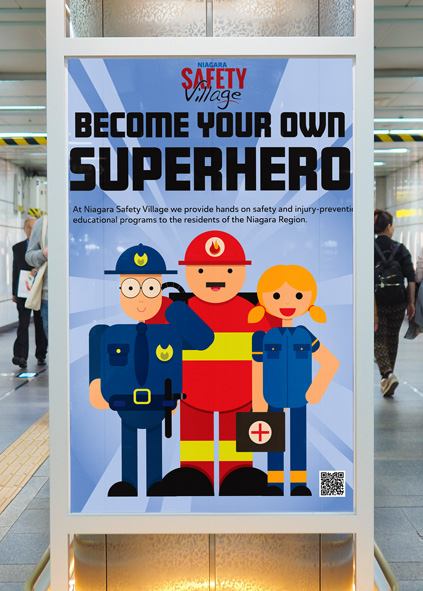 NIAGARA
SAFETY
Village
BECOME YOUR OWN
SUPERHERO
At Niagara Safety Village we provide hands on safety and injury-preventic
educational programs to the residents of the Niagara Region.